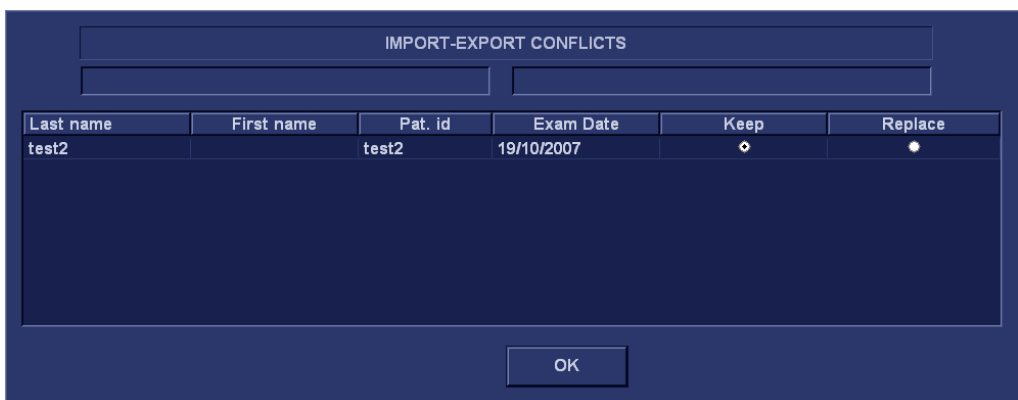 IMPORT-EXPORT CONFLICTS
Last name First name Pat. id Exam Date Keep Replace
test2 test2 19/10/2007
OK